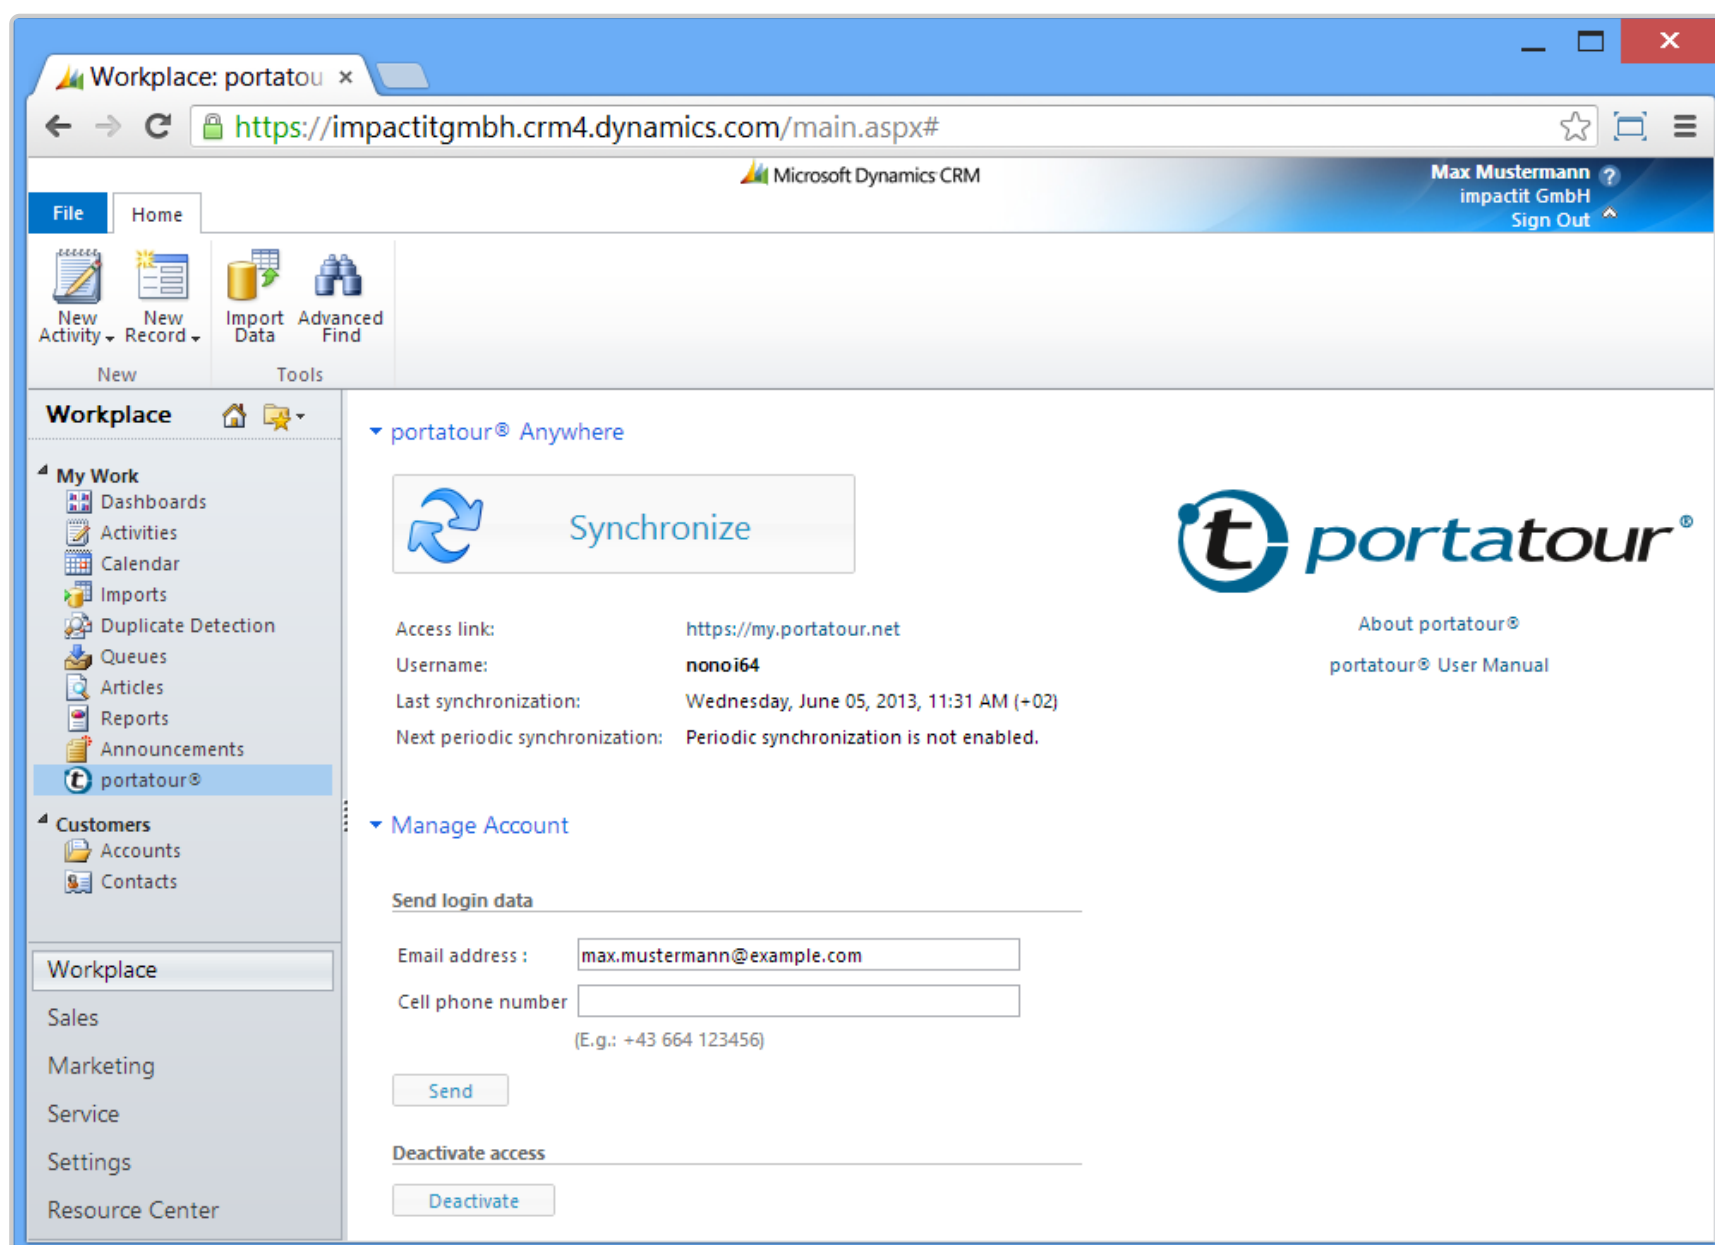 Workplace: portatou
https://impactitgmbh.crm4.dynamics.com/main.aspx#
Microsoft Dynamics CRM
Max Mustermann
impactit GmbH
Sign Out
File
Home
New Activity
New Record
Import Data
Advanced Find
New
Tools
Workplace
My Work
Dashboards
Activities
Calendar
Imports
Duplicate Detection
Queues
Articles
Reports
Announcements
portatour®
Customers
Accounts
Contacts
Workplace
Sales
Marketing
Service
Settings
Resource Center
portatour® Anywhere
Synchronize
Access link: https://my.portatour.net
Username: nonoi64
Last synchronization: Wednesday, June 05, 2013, 11:31 AM (+02)
Next periodic synchronization: Periodic synchronization is not enabled.
t portatour®
About portatour®
portatour® User Manual
Manage Account
Send login data
Email address : max.mustermann@example.com
Cell phone number
(E.g.: +43 664 123456)
Send
Deactivate access
Deactivate